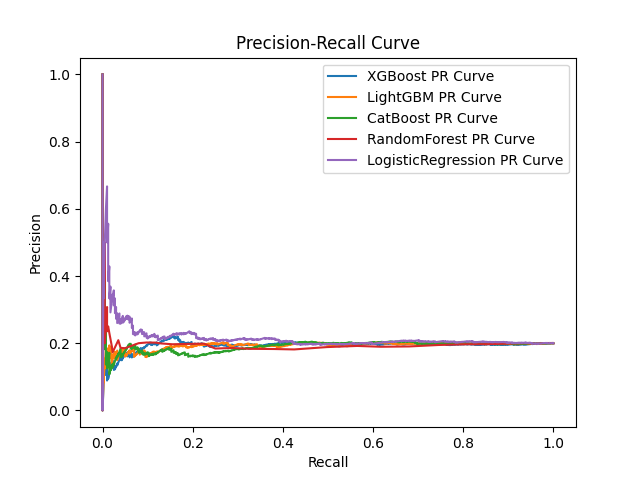 Precision-Recall Curve
XGBoost PR Curve
LightGBM PR Curve
CatBoost PR Curve
RandomForest PR Curve
LogisticRegression PR Curve
Precision
1.0
0.8
0.6
0.4
0.2
0.0
0.0 0.2 0.4 0.6 0.8 1.0
Recall